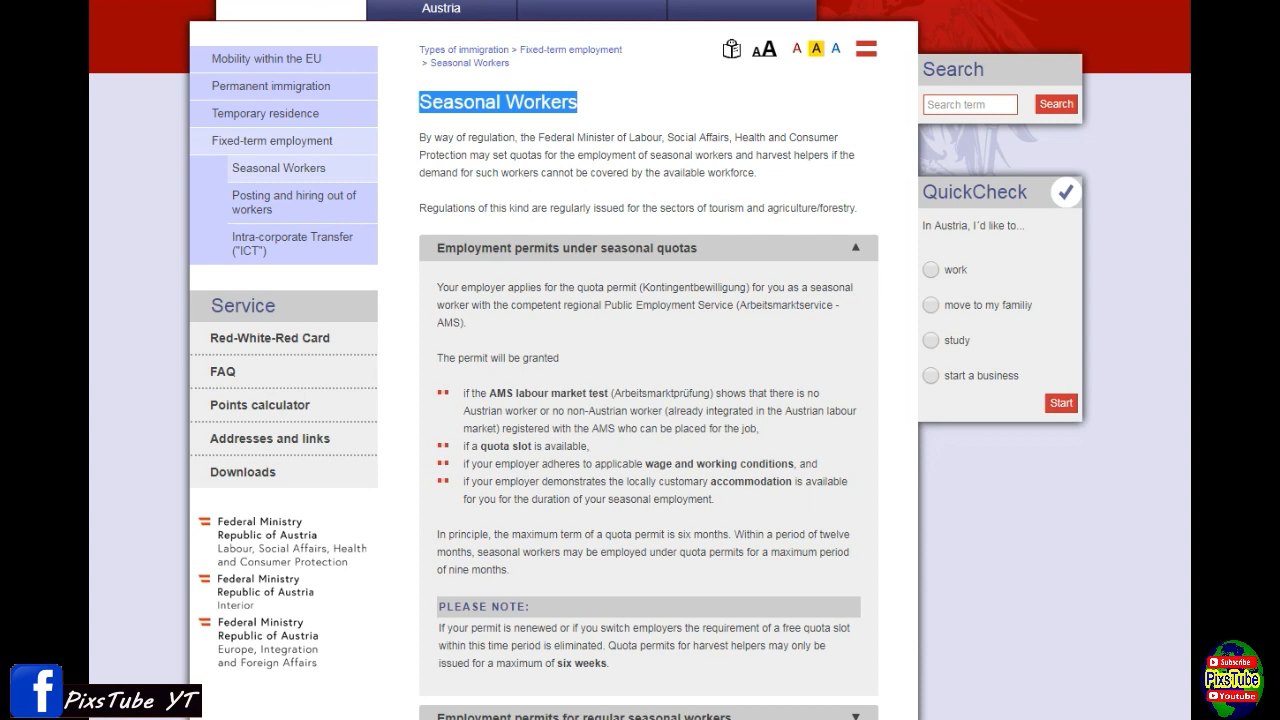 Austria
Mobility within the EU
Permanent immigration
Temporary residence
Fixed-term employment
Seasonal Workers
Posting and hiring out of
workers
Intra-corporate Transfer
("ICT")
Service
Red-White-Red Card
FAQ
Points calculator
Addresses and links
Downloads
Federal Ministry
Republic of Austria
Labour, Social Affairs, Health
and Consumer Protection
Federal Ministry
Republic of Austria
Interior
Federal Ministry
Republic of Austria
Europe, Integration
and Foreign Affairs
Types of immigration > Fixed-term employment
> Seasonal Workers
A A A A A
Seasonal Workers
By way of regulation, the Federal Minister of Labour, Social Affairs, Health and Consumer
Protection may set quotas for the employment of seasonal workers and harvest helpers if the
demand for such workers cannot be covered by the available workforce.
Regulations of this kind are regularly issued for the sectors of tourism and agriculture/forestry.
Employment permits under seasonal quotas ▲
Your employer applies for the quota permit (Kontingentbewilligung) for you as a seasonal
worker with the competent regional Public Employment Service (Arbeitsmarktservice -
AMS).
The permit will be granted
if the AMS labour market test (Arbeitsmarktprüfung) shows that there is no
Austrian worker or no non-Austrian worker (already integrated in the Austrian labour
market) registered with the AMS who can be placed for the job,
if a quota slot is available,
if your employer adheres to applicable wage and working conditions, and
if your employer demonstrates the locally customary accommodation is available
for you for the duration of your seasonal employment.
In principle, the maximum term of a quota permit is six months. Within a period of twelve
months, seasonal workers may be employed under quota permits for a maximum period
of nine months.
PLEASE NOTE:
If your permit is nenewed or if you switch employers the requirement of a free quota slot
within this time period is eliminated. Quota permits for harvest helpers may only be
issued for a maximum of six weeks.
Employment permits for regular seasonal workers ▼
Search
Search term Search
QuickCheck
In Austria, I´d like to...
work
move to my familiy
study
start a business
Start
f PixsTube YT
Subscribe
PixsTube
Youtube